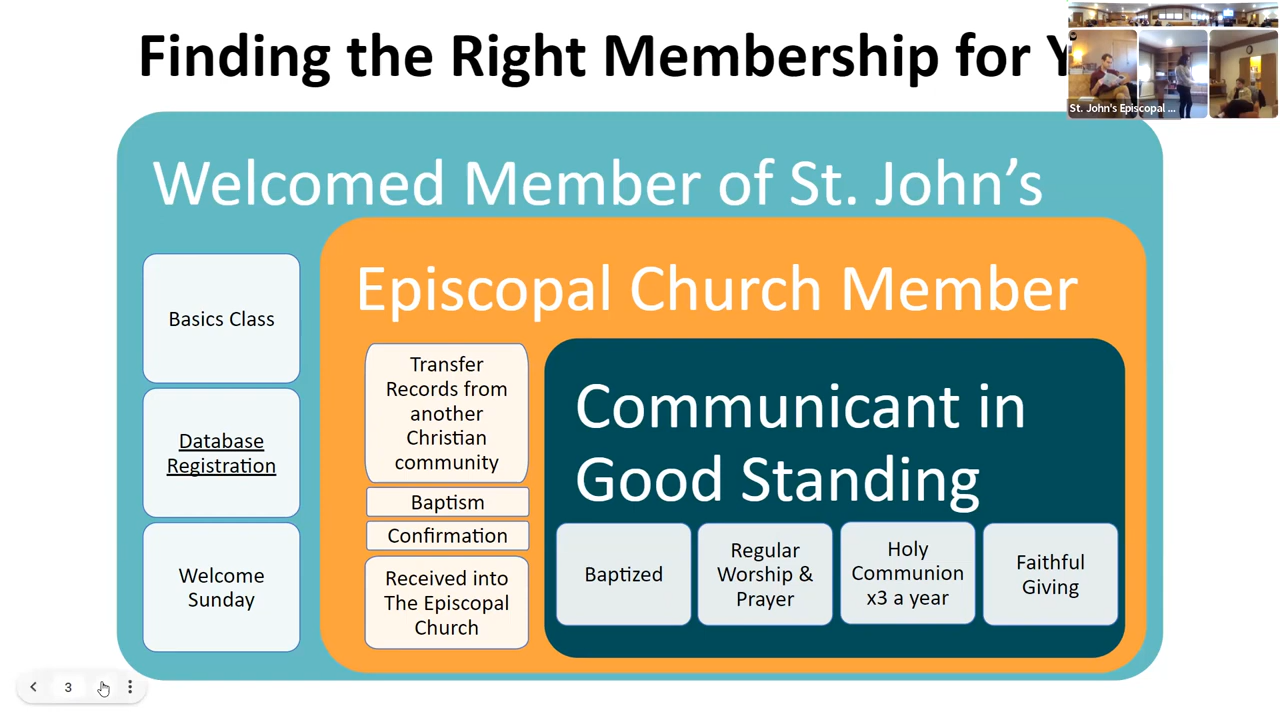 Finding the Right Membership for Y
St. John's Episcopal ...
Welcomed Member of St. John’s
Episcopal Church Member
Basics Class
Database
Registration
Welcome
Sunday
Transfer
Records from
another
Christian
community
Baptism
Confirmation
Received into
The Episcopal
Church
Communicant in
Good Standing
Baptized
Regular
Worship &
Prayer
Holy
Communion
x3 a year
Faithful
Giving
3